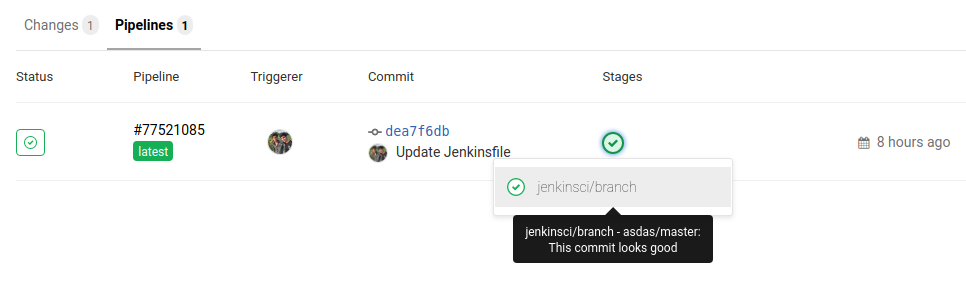 Changes 1 Pipelines 1
Status Pipeline Triggerer Commit Stages
#77521085
latest
dea7f6db
Update Jenkinsfile
8 hours ago
jenkinsci/branch
jenkinsci/branch - asdas/master:
This commit looks good